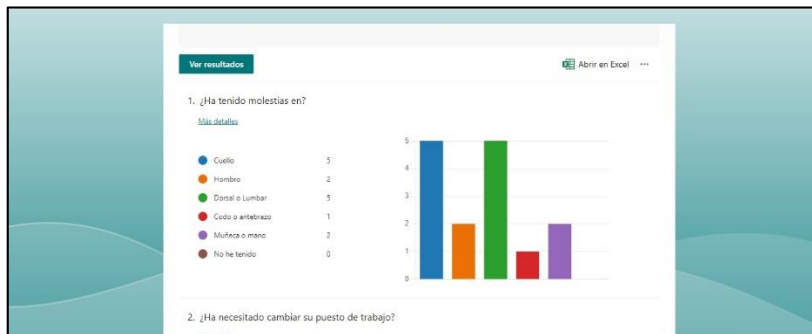 Ver resultados
Abrir en Excel ...
1. ¿Ha tenido molestias en?
Más detalles
Cuello 5
Hombro 2
Dorsal o Lumbar 5
Codo o antebrazo 1
Muñeca o mano 2
No he tenido 0
5
4
3
2
1
0
2. ¿Ha necesitado cambiar su puesto de trabajo?